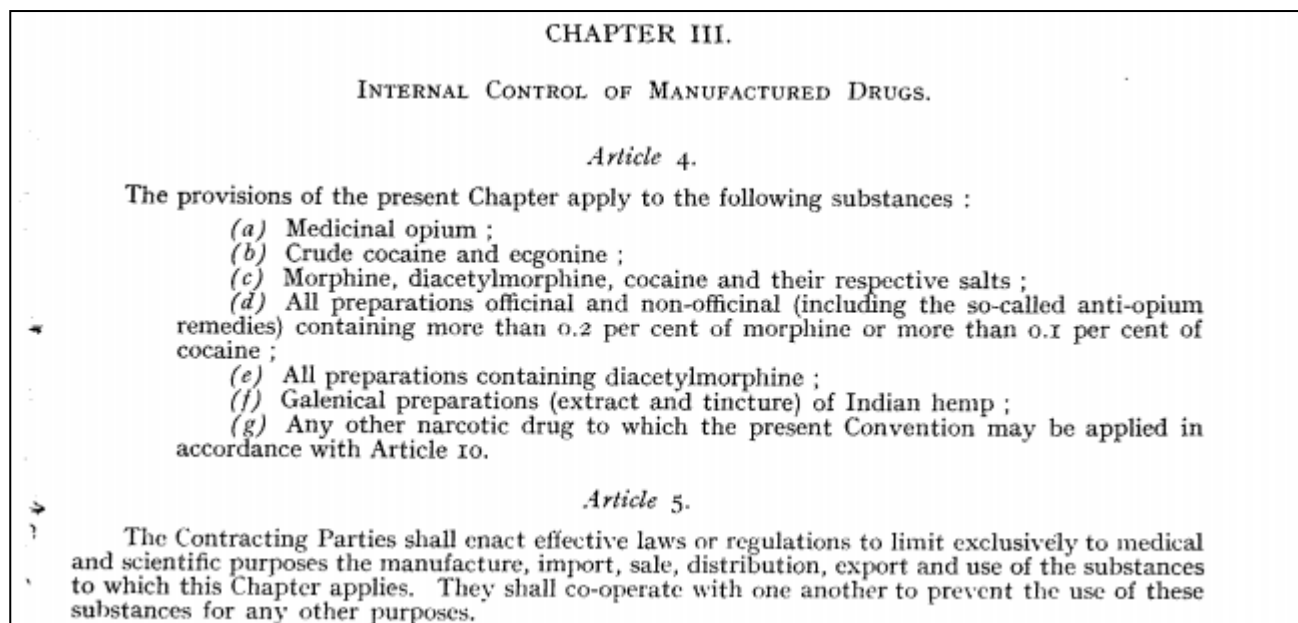 CHAPTER III.
INTERNAL CONTROL OF MANUFACTURED DRUGS.
Article 4.
The provisions of the present Chapter apply to the following substances :
(a) Medicinal opium ;
(b) Crude cocaine and ecgonine ;
(c) Morphine, diacetylmorphine, cocaine and their respective salts ;
(d) All preparations officinal and non-officinal (including the so-called anti-opium
remedies) containing more than 0.2 per cent of morphine or more than 0.1 per cent of
cocaine ;
(e) All preparations containing diacetylmorphine ;
(f) Galenical preparations (extract and tincture) of Indian hemp ;
(g) Any other narcotic drug to which the present Convention may be applied in
accordance with Article 10.
Article 5.
The Contracting Parties shall enact effective laws or regulations to limit exclusively to medical
and scientific purposes the manufacture, import, sale, distribution, export and use of the substances
to which this Chapter applies. They shall co-operate with one another to prevent the use of these
substances for any other purposes.